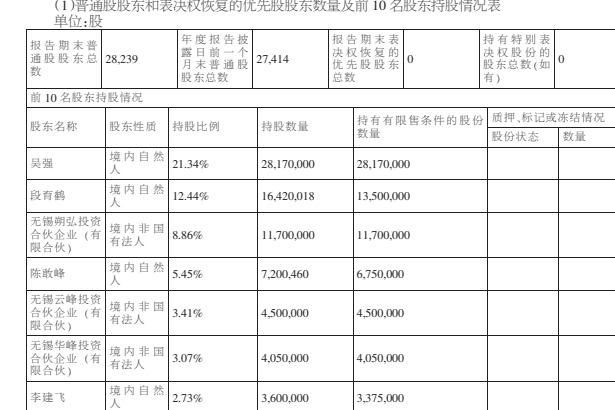 (1)普通股股东和表决权恢复的优先股股东数量及前 10 名股东持股情况表
单位:股
报告期末普通股股东总数 28,239 年度报告披露日前一个月末普通股股东总数 27,414 报告期末表决权恢复的优先股股东总数 0 持有特别表决权股份的股东总数(如有) 0
前 10 名股东持股情况
股东名称 股东性质 持股比例 持股数量 持有有限售条件的股份数量 质押,标记或冻结情况
股份状态 数量
吴强 境内自然人 21.34% 28,170,000 28,170,000
段育鹤 境内自然人 12.44% 16,420,018 13,500,000
无锡朔弘投资合伙企业（有限合伙) 境内非国有法人 8.86% 11,700,000 11,700,000
陈敢峰 境内自然人 5.45% 7,200,460 6,750,000
无锡云峰投资合伙企业（有限合伙) 境内非国有法人 3.41% 4,500,000 4,500,000
无锡华峰投资合伙企业（有限合伙) 境内非国有法人 3.07% 4,050,000 4,050,000
李建飞 境内自然人 2.73% 3,600,000 3,375,000